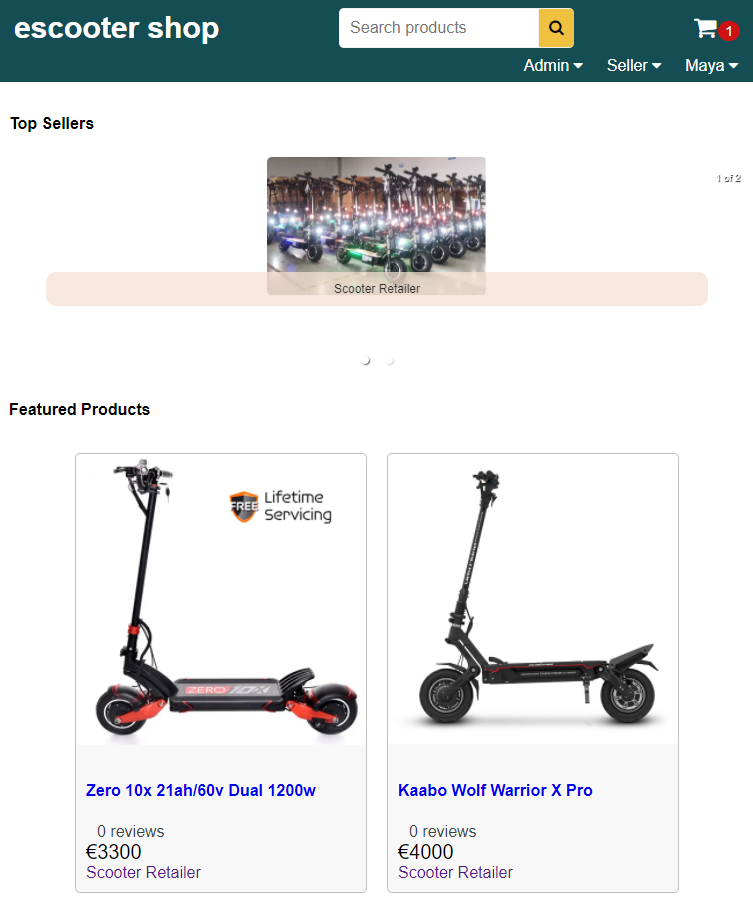 escooter shop
Search products
1
Admin
Seller
Maya
Top Sellers
1 of 2
Scooter Retailer
Featured Products
FREE Lifetime
Servicing
ZERO 10X
Zero 10x 21ah/60v Dual 1200w
0 reviews
€3300
Scooter Retailer
Kaabo Wolf Warrior X Pro
0 reviews
€4000
Scooter Retailer